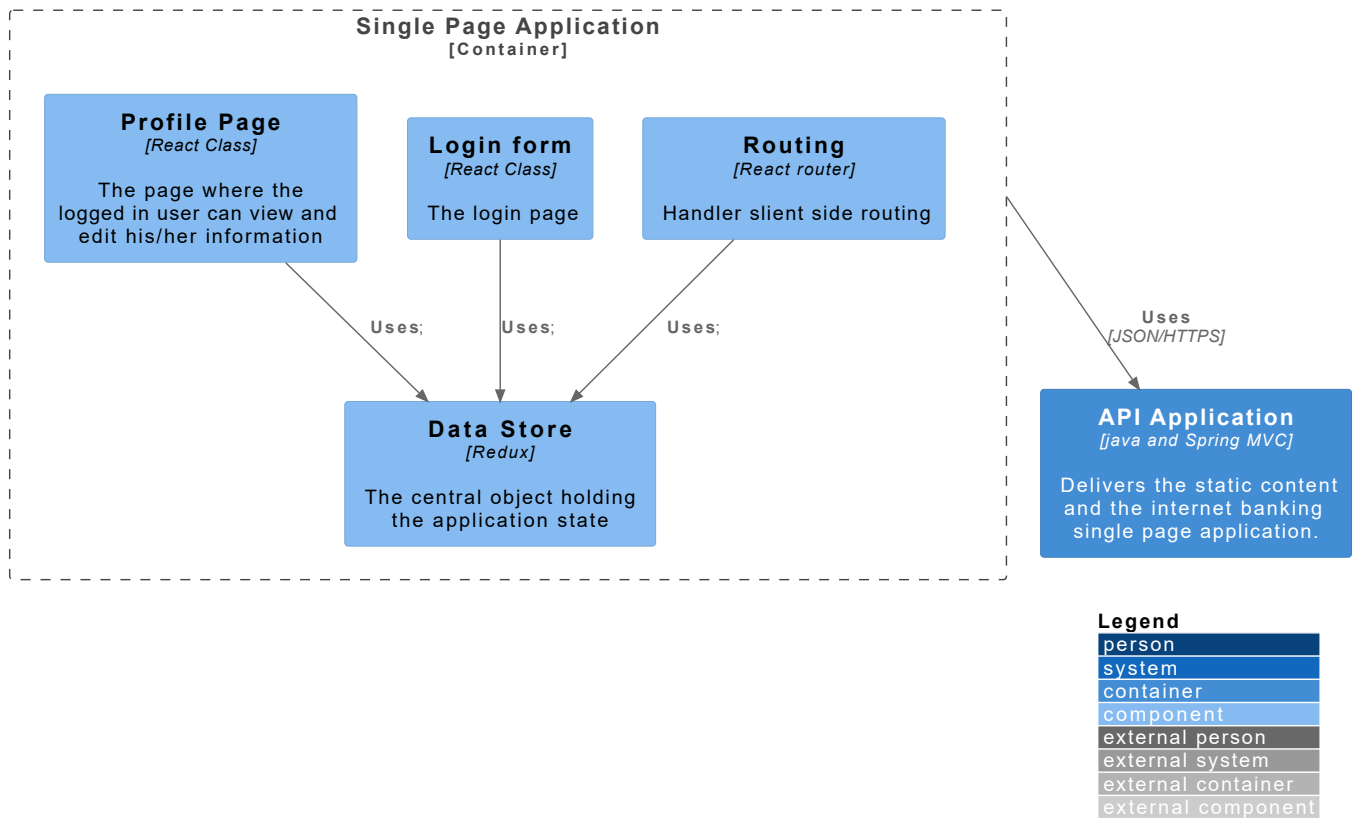 Single Page Application
[Container]
Profile Page
[React Class]
The page where the
logged in user can view and
edit his/her information
Login form
[React Class]
The login page
Routing
[React router]
Handler slient side routing
Uses;
Uses;
Uses;
Uses
[JSON/HTTPS]
Data Store
[Redux]
The central object holding
the application state
API Application
[java and Spring MVC]
Delivers the static content
and the internet banking
single page application.
Legend
person
system
container
component
external person
external system
external container
external component